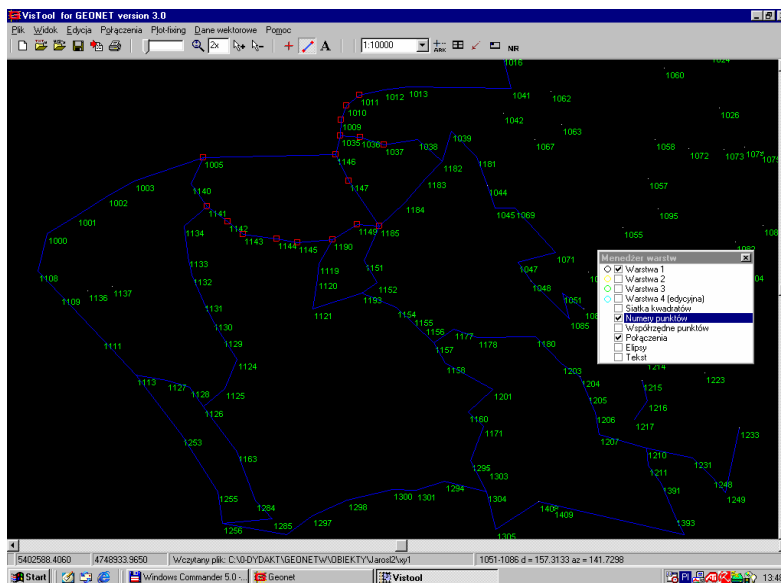 VisTool for GEONET version 3.0
Plik Widok Edycja Połączenia Plot-fixing Dane wektorowe Pomoc
2x A 1:10000 ARK NR
1016 1024
1060
1011 1012 1013 1041 1062
1010 1026
1009 1042 1063
1035 1036 1037 1038 1039 1067 1058 1072 1073
1005 1146 1182 1181
1003 1140 1147 1183 1044 1057
1002 1141 1184 1045 1069 1095
1001 1142 1149 1185 1055
1000 1134 1143 1144 1145 1190
1108 1133 1119 1151 1047 1071
1109 1136 1137 1132 1120 1152 1048
1131 1121 1193 1154 1051
1130 1155 1085
1111 1129 1156 1177 1178 1180
1124 1157
1113 1127 1128 1125 1158 1203 1204 1214 1223
1126 1201 1205 1215
1253 1160 1206 1216
1163 1171 1207 1217 1233
1295 1303 1210 1231
1255 1284 1298 1300 1301 1294 1304 1211 1391 1248 1249
1256 1285 1297 1305 1408 1409 1393
Menedżer warstw
Warstwa 1
Warstwa 2
Warstwa 3
Warstwa 4 (edycyjna)
Siatka kwadratów
Numery punktów
Współrzędne punktów
Połączenia
Elipsy
Tekst
5402588.4060 4748933.9650 Wczytany plik: C:\0-DYDAKT\GEONETW\OBIEKTY\Jarosl2\xy1 1051-1086 d = 157.3133 az = 141.7298
Start Windows Commander 5.0 -... Geonet Vistool